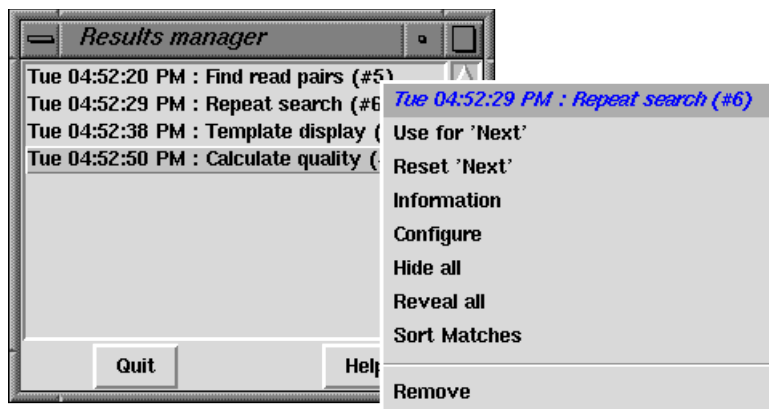 Results manager
Tue 04:52:20 PM : Find read pairs (#5)
Tue 04:52:29 PM : Repeat search (#6
Tue 04:52:38 PM : Template display (
Tue 04:52:50 PM : Calculate quality (
Quit
Help
Tue 04:52:29 PM : Repeat search (#6)
Use for 'Next'
Reset 'Next'
Information
Configure
Hide all
Reveal all
Sort Matches
Remove